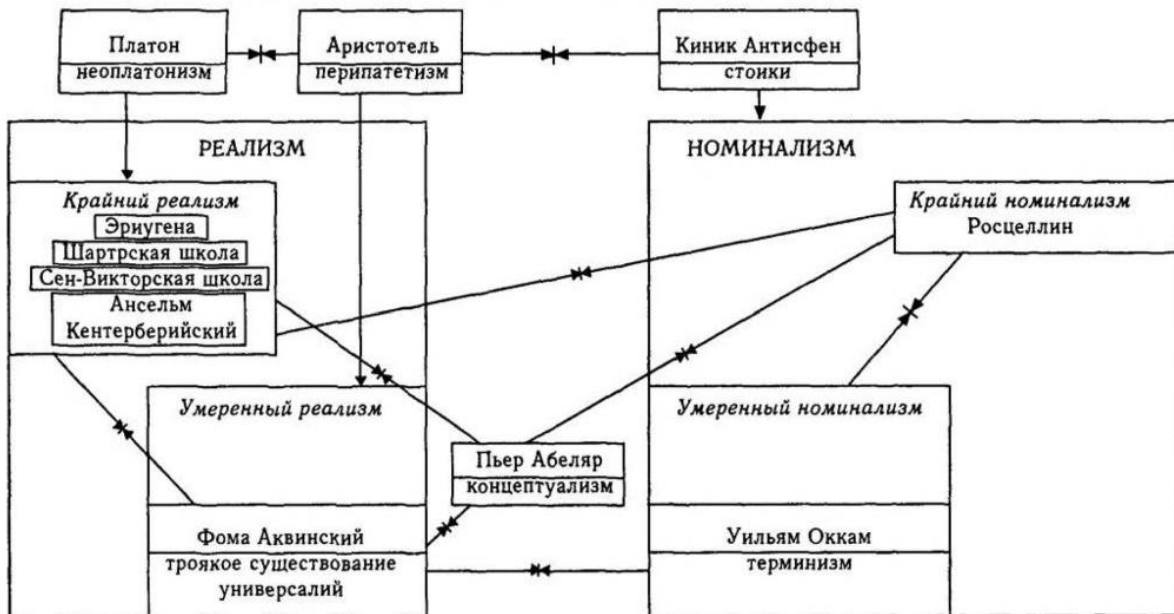 Платон
неоплатонизм
Аристотель
перипатетизм
Киник Антисфен
стоики
РЕАЛИЗМ
НОМИНАЛИЗМ
Крайний реализм
Эриугена
Шартрская школа
Сен-Викторская школа
Ансельм
Кентерберийский
Крайний номинализм
Росцеллин
Умеренный реализм
Умеренный номинализм
Пьер Абеляр
концептуализм
Фома Аквинский
троякое существование
универсалий
Уильям Оккам
терминизм